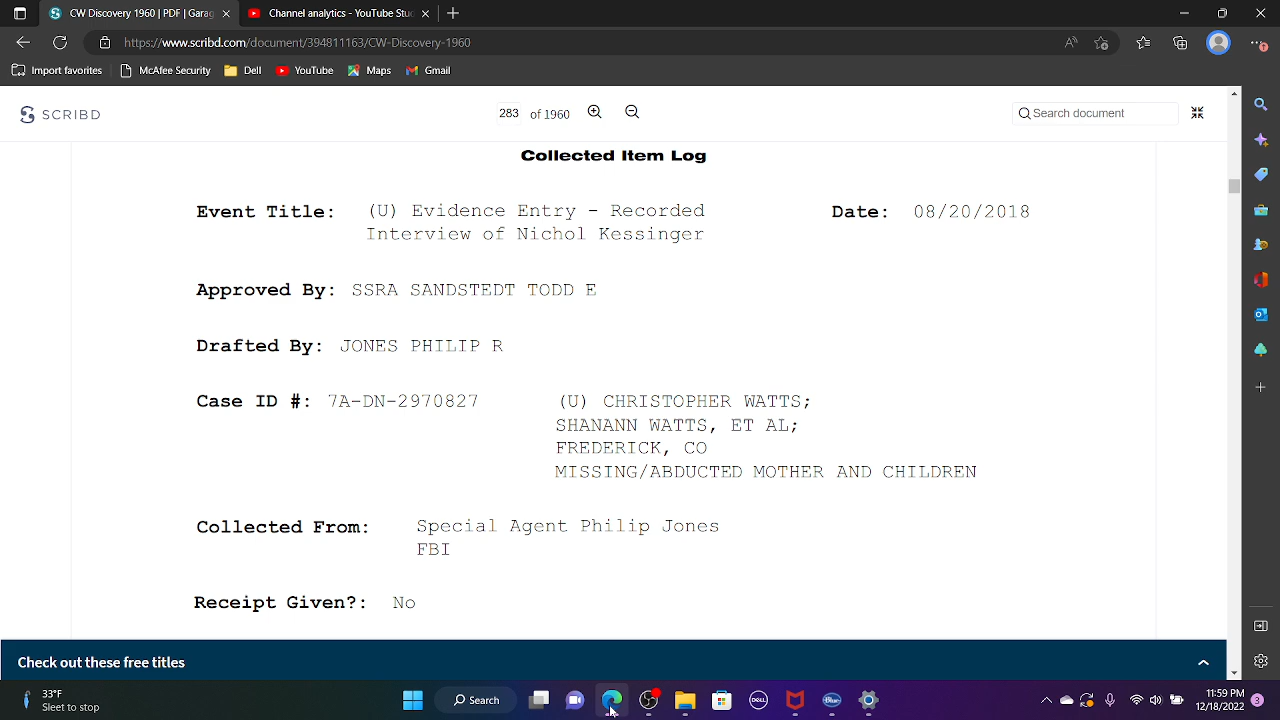 CW Discovery 1960 | PDF | Garag
Channel analytics - YouTube Stu
https://www.scribd.com/document/394811163/CW-Discovery-1960
Import favorites
McAfee Security
Dell
YouTube
Maps
Gmail
SCRIBD
283 of 1960
Search document
Collected Item Log
Event Title: (U) Evidence Entry - Recorded Date: 08/20/2018
Interview of Nichol Kessinger
Approved By: SSRA SANDSTEDT TODD E
Drafted By: JONES PHILIP R
Case ID #: 7A-DN-2970827 (U) CHRISTOPHER WATTS;
SHANANN WATTS, ET AL;
FREDERICK, CO
MISSING/ABDUCTED MOTHER AND CHILDREN
Collected From: Special Agent Philip Jones
FBI
Receipt Given?: No
Check out these free titles
33°F
Sleet to stop
Search
DELL
Blue
11:59 PM
12/18/2022
3